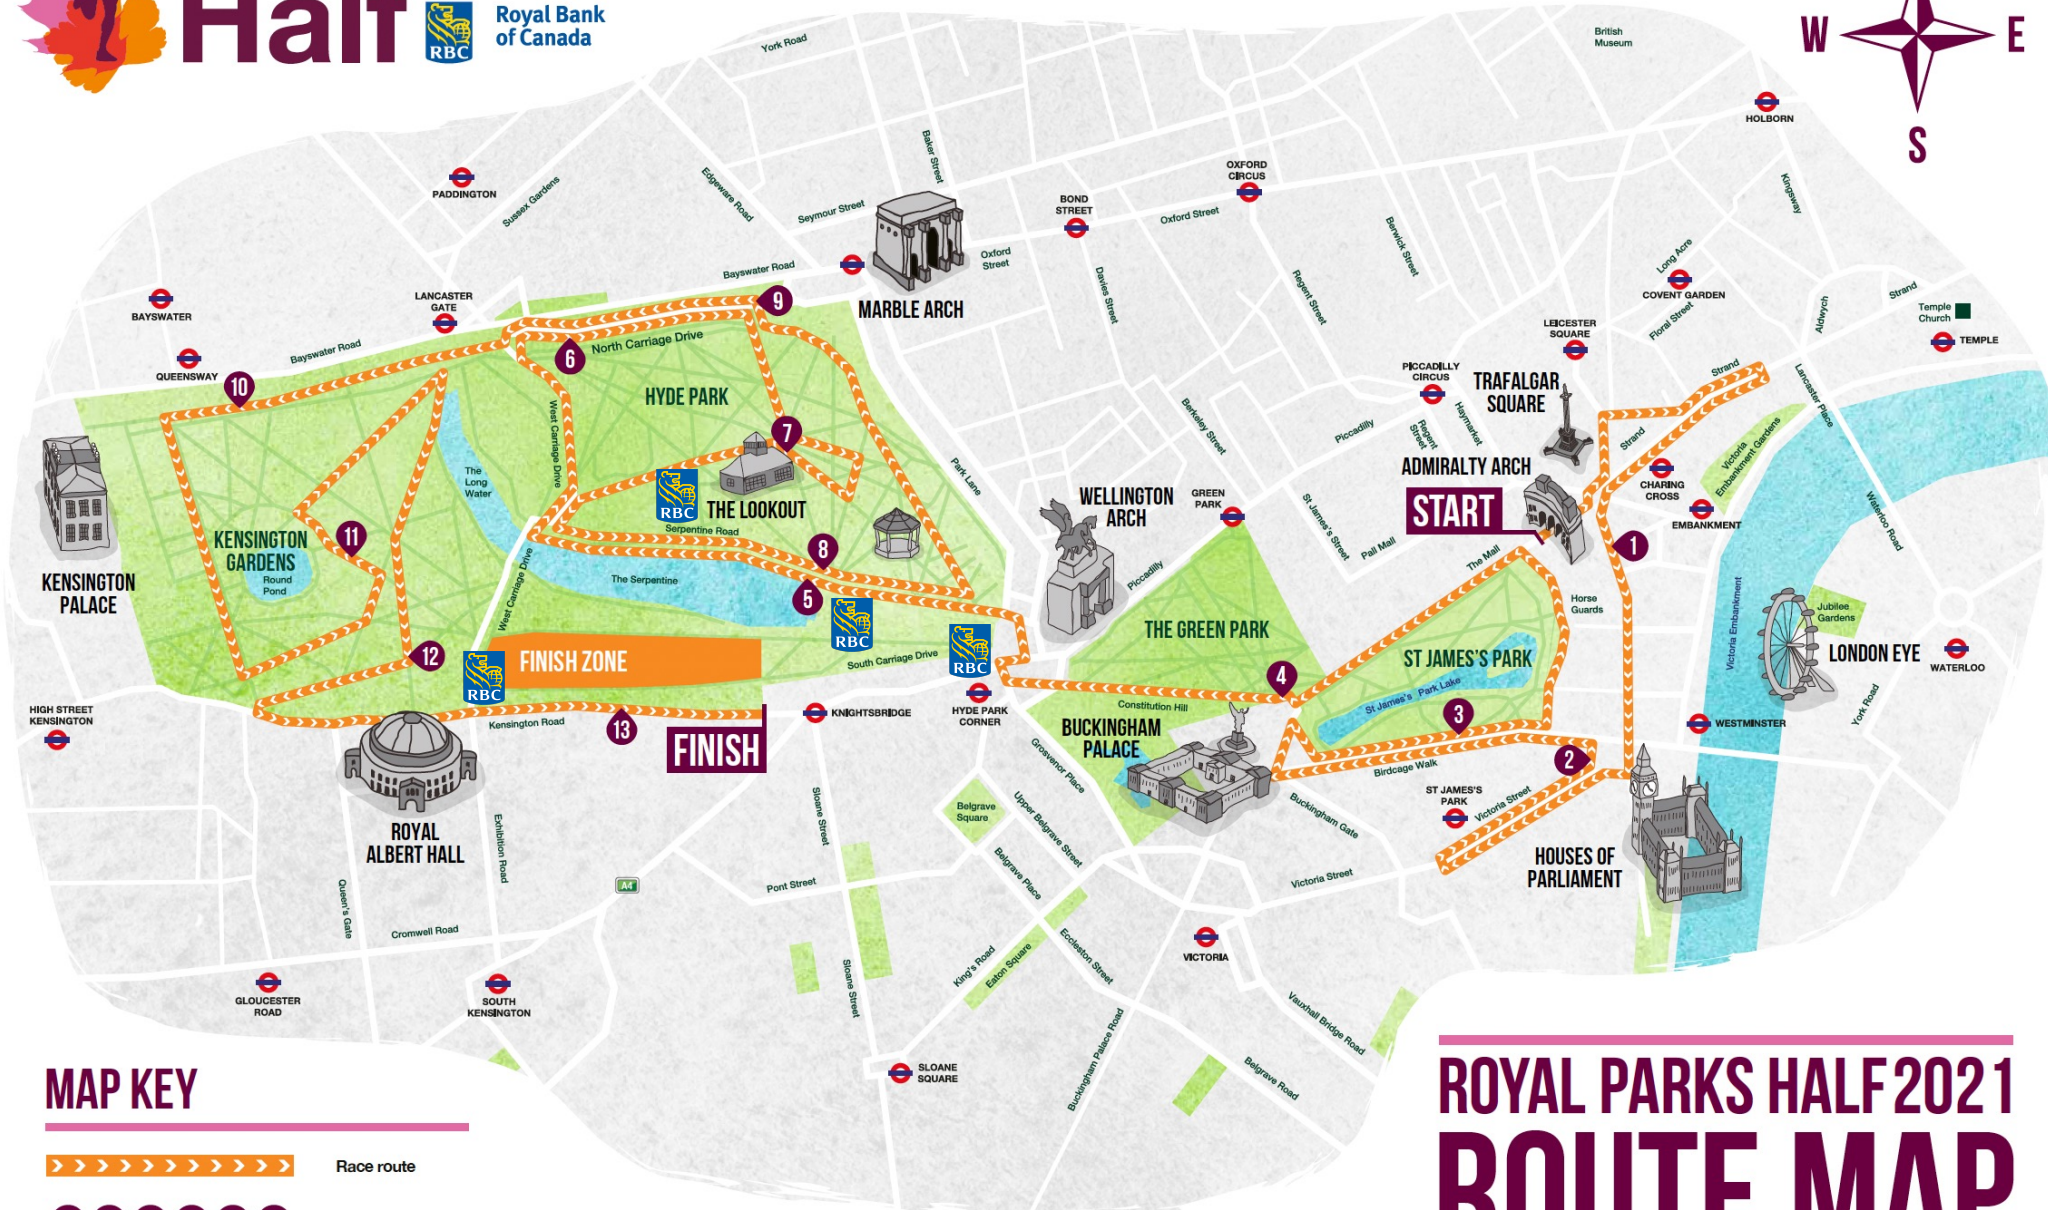 Half
RBC
Royal Bank
of Canada
W
E
S
York Road
British
Museum
HOLBORN
PADDINGTON
Sussex Gardens
Edgeware Road
Baker Street
Seymour Street
OXFORD
CIRCUS
BOND
STREET
Oxford Street
Oxford
Street
Berwick Street
Kingsway
Long Acre
COVENT GARDEN
Floral Street
Aldwych
Strand
Temple
Church
TEMPLE
Bayswater Road
MARBLE ARCH
Davies Street
Regent Street
LEICESTER
SQUARE
BAYSWATER
LANCASTER
GATE
Bayswater Road
QUEENSWAY
9
6
North Carriage Drive
10
HYDE PARK
West Carriage Drive
7
PICCADILLY
CIRCUS
TRAFALGAR
SQUARE
Strand
Lancaster Place
Berkeley Street
Piccadilly
Regent
Street
Haymarket
Strand
Victoria
Embankment Gardens
ADMIRALTY ARCH
CHARING
CROSS
EMBANKMENT
START
Park Lane
WELLINGTON
ARCH
GREEN
PARK
St James's Street
Pall Mall
The Mall
1
Waterloo Road
The
Long
Water
RBC
THE LOOKOUT
Serpentine Road
KENSINGTON
GARDENS
Round
Pond
11
8
The Serpentine
5
RBC
KENSINGTON
PALACE
West Carriage Drive
Piccadilly
Horse
Guards
Victoria Embankment
Jubilee
Gardens
LONDON EYE
WATERLOO
THE GREEN PARK
ST JAMES'S PARK
St James's Park Lake
12
RBC
FINISH ZONE
South Carriage Drive
RBC
4
3
York Road
HIGH STREET
KENSINGTON
Kensington Road
13
FINISH
KNIGHTSBRIDGE
HYDE PARK
CORNER
Constitution Hill
BUCKINGHAM
PALACE
Birdcage Walk
2
WESTMINSTER
Grosvenor Place
ST JAMES'S
PARK
Victoria Street
Buckingham Gate
ROYAL
ALBERT HALL
Exhibition Road
Sloane Street
Belgrave
Square
Upper Belgrave Street
Belgrave Place
HOUSES OF
PARLIAMENT
Victoria Street
A4
Pont Street
Queen's Gate
Cromwell Road
King's Road
Eaton Square
Eccleston Street
VICTORIA
GLOUCESTER
ROAD
SOUTH
KENSINGTON
Sloane Street
Vauxhall Bridge Road
Buckingham Palace Road
Belgrave Road
SLOANE
SQUARE
MAP KEY
Race route
ROYAL PARKS HALF 2021
ROUTE MAP